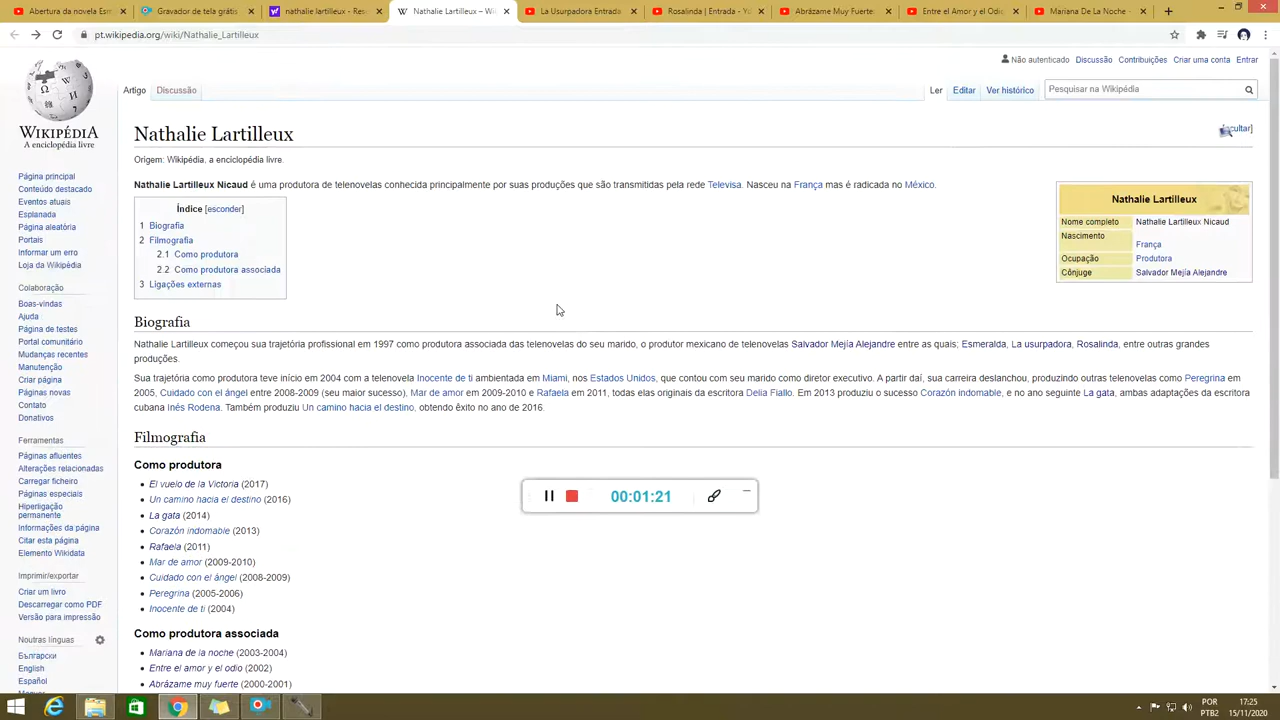 Abertura da novela Esm
Gravador de tela grátis
nathalie lartilleux - Resu
Nathalie Lartilleux – Wi
La Usurpadora Entrada
Rosalinda | Entrada - Yo
Abrázame Muy Fuerte
Entre el Amor y el Odio
Mariana De La Noche -
pt.wikipedia.org/wiki/Nathalie_Lartilleux
Não autenticado Discussão Contribuições Criar uma conta Entrar
Artigo Discussão Ler Editar Ver histórico Pesquisar na Wikipédia
WIKIPÉDIA
A enciclopédia livre
Página principal
Conteúdo destacado
Eventos atuais
Esplanada
Página aleatória
Portais
Informar um erro
Loja da Wikipédia
Colaboração
Boas-vindas
Ajuda
Página de testes
Portal comunitário
Mudanças recentes
Manutenção
Criar página
Páginas novas
Contato
Donativos
Ferramentas
Páginas afluentes
Alterações relacionadas
Carregar ficheiro
Páginas especiais
Hiperligação
permanente
Informações da página
Citar esta página
Elemento Wikidata
Imprimir/exportar
Criar um livro
Descarregar como PDF
Versão para impressão
Noutras línguas
Български
English
Español
Nathalie Lartilleux
Origem: Wikipédia, a enciclopédia livre.
Nathalie Lartilleux Nicaud é uma produtora de telenovelas conhecida principalmente por suas produções que são transmitidas pela rede Televisa. Nasceu na França mas é radicada no México.
Índice [esconder]
1 Biografia
2 Filmografia
2.1 Como produtora
2.2 Como produtora associada
3 Ligações externas
Nathalie Lartilleux
Nome completo Nathalie Lartilleux Nicaud
Nascimento
França
Ocupação Produtora
Cônjuge Salvador Mejía Alejandre
Biografia
Nathalie Lartilleux começou sua trajetória profissional em 1997 como produtora associada das telenovelas do seu marido, o produtor mexicano de telenovelas Salvador Mejía Alejandre entre as quais; Esmeralda, La usurpadora, Rosalinda, entre outras grandes
produções.
Sua trajetória como produtora teve início em 2004 com a telenovela Inocente de ti ambientada em Miami, nos Estados Unidos, que contou com seu marido como diretor executivo. A partir daí, sua carreira deslanchou, produzindo outras telenovelas como Peregrina em
2005, Cuidado con el ángel entre 2008-2009 (seu maior sucesso), Mar de amor em 2009-2010 e Rafaela em 2011, todas elas originais da escritora Delia Fiallo. Em 2013 produziu o sucesso Corazón indomable, e no ano seguinte La gata, ambas adaptações da escritora
cubana Inés Rodena. Também produziu Un camino hacia el destino, obtendo êxito no ano de 2016.
Filmografia
Como produtora
El vuelo de la Victoria (2017)
Un camino hacia el destino (2016)
La gata (2014)
Corazón indomable (2013)
Rafaela (2011)
Mar de amor (2009-2010)
Cuidado con el ángel (2008-2009)
Peregrina (2005-2006)
Inocente de ti (2004)
Como produtora associada
Mariana de la noche (2003-2004)
Entre el amor y el odio (2002)
Abrázame muy fuerte (2000-2001)
00:01:21
POR
PTB2
17:25
15/11/2020